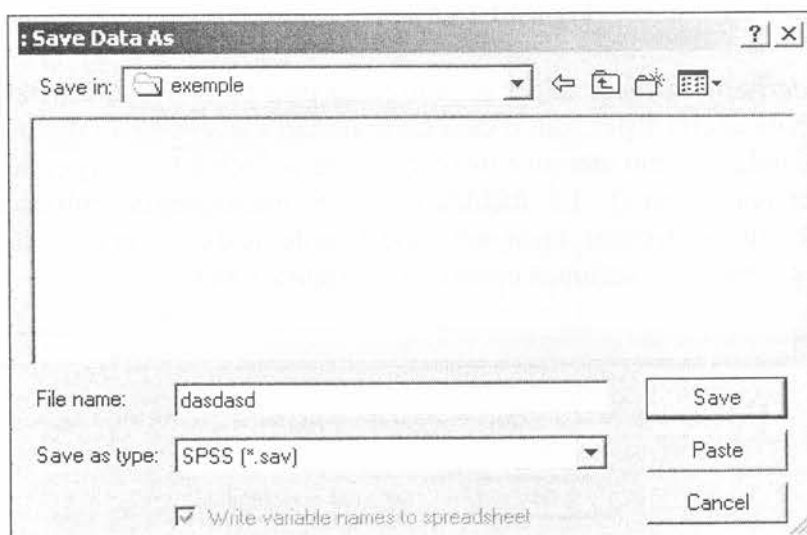 : Save Data As
Save in: exemple
File name: dasdasd
Save as type: SPSS (*.sav)
Write variable names to spreadsheet
Save
Paste
Cancel